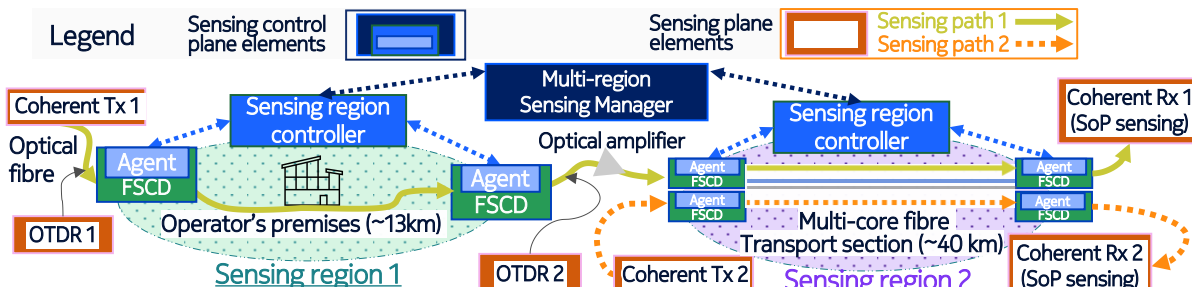 Legend
Sensing control
plane elements
Sensing plane
elements
Sensing path 1
Sensing path 2
Multi-region
Sensing Manager
Coherent Tx 1
Sensing region
controller
Optical
fibre
Agent
FSCD
OTDR 1
Operator's premises (~13km)
Agent
FSCD
Sensing region 1
Optical amplifier
OTDR 2
Sensing region
controller
Agent
FSCD
Agent
FSCD
Agent
FSCD
Agent
FSCD
Multi-core fibre
Transport section (~40 km)
Coherent Tx 2
Sensing region 2
Coherent Rx 1
(SoP sensing)
Coherent Rx 2
(SoP sensing)